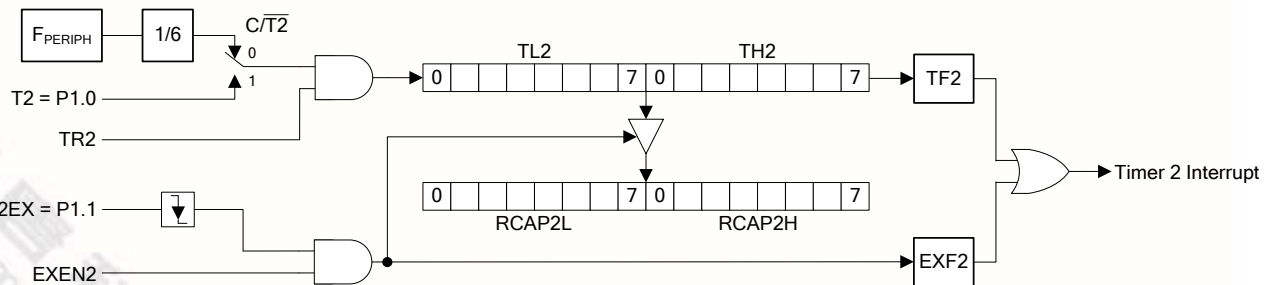 C/T2
FPERIPH
1/6
0
1
T2 = P1.0
TR2
TL2
TH2
0 7 0 7
TF2
2EX = P1.1
EXEN2
0 7 0 7
RCAP2L
RCAP2H
EXF2
Timer 2 Interrupt